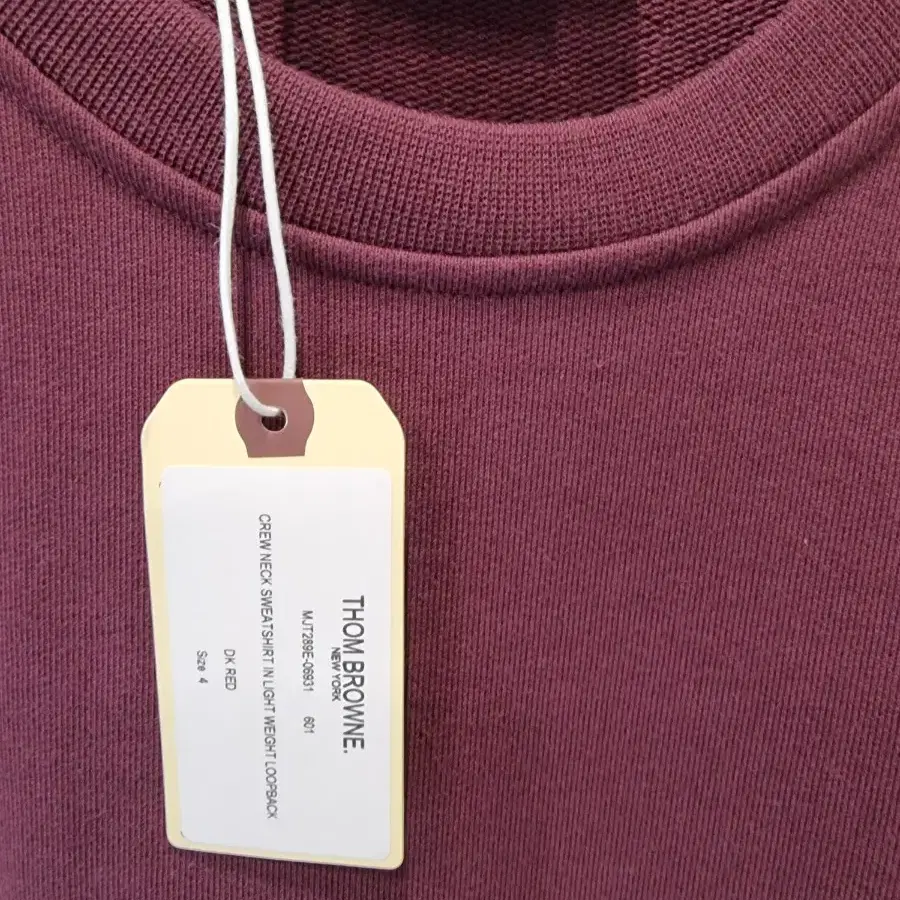 THOM BROWNE.
NEW YORK
MJT289E-06931 601
CREW NECK SWEATSHIRT IN LIGHT WEIGHT LOOPBACK
DK RED
Size 4